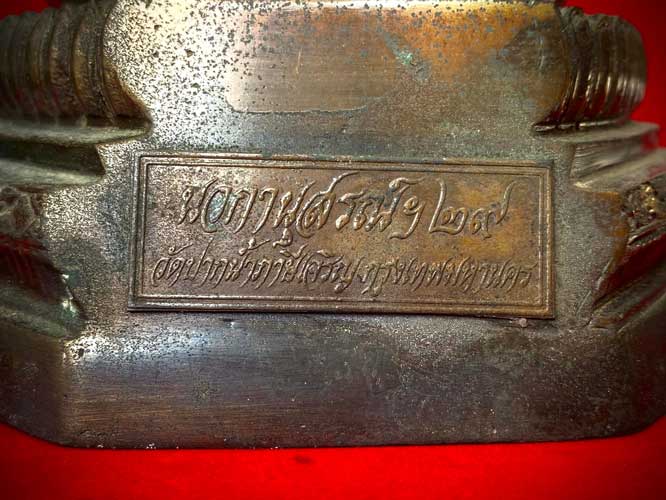 นวกานุสรณ์ฯ ๒๙
วัดปากน้ำภาษีเจริญ กรุงเทพมหานคร